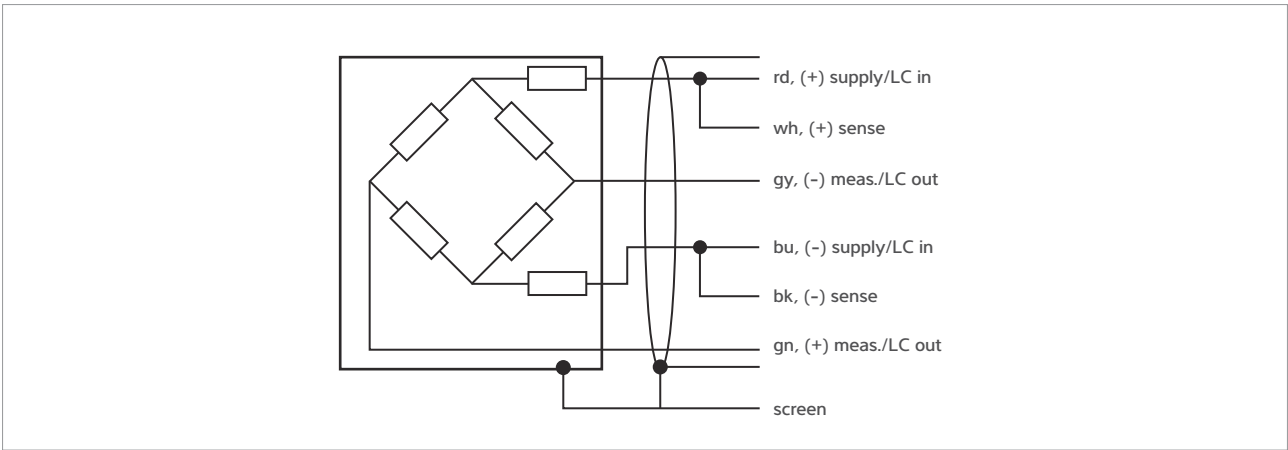 rd, (+) supply/LC in
wh, (+) sense
gy, (-) meas./LC out
bu, (-) supply/LC in
bk, (-) sense
gn, (+) meas./LC out
screen